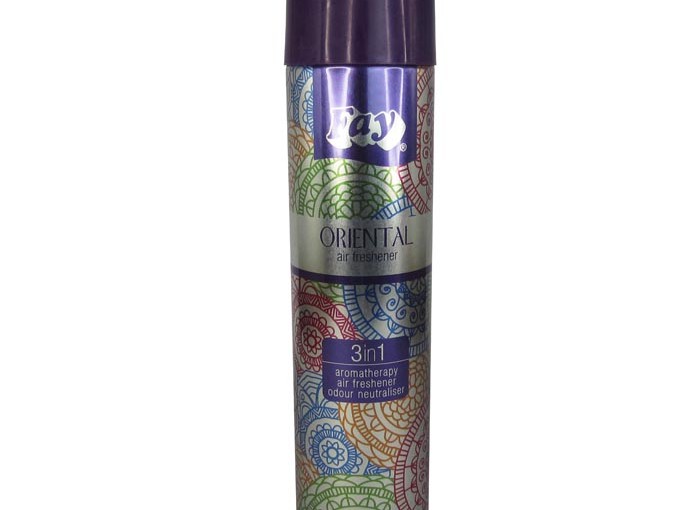 Fay®
ORIENTAL
air freshener
3in1
aromatherapy
air freshener
odour neutraliser